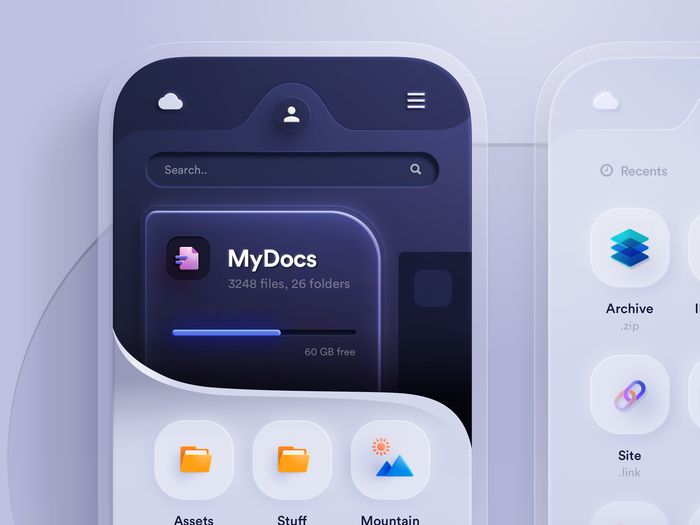 Search..
MyDocs
3248 files, 26 folders
60 GB free
Assets
Stuff
Mountain
Recents
Archive
.zip
Site
.link